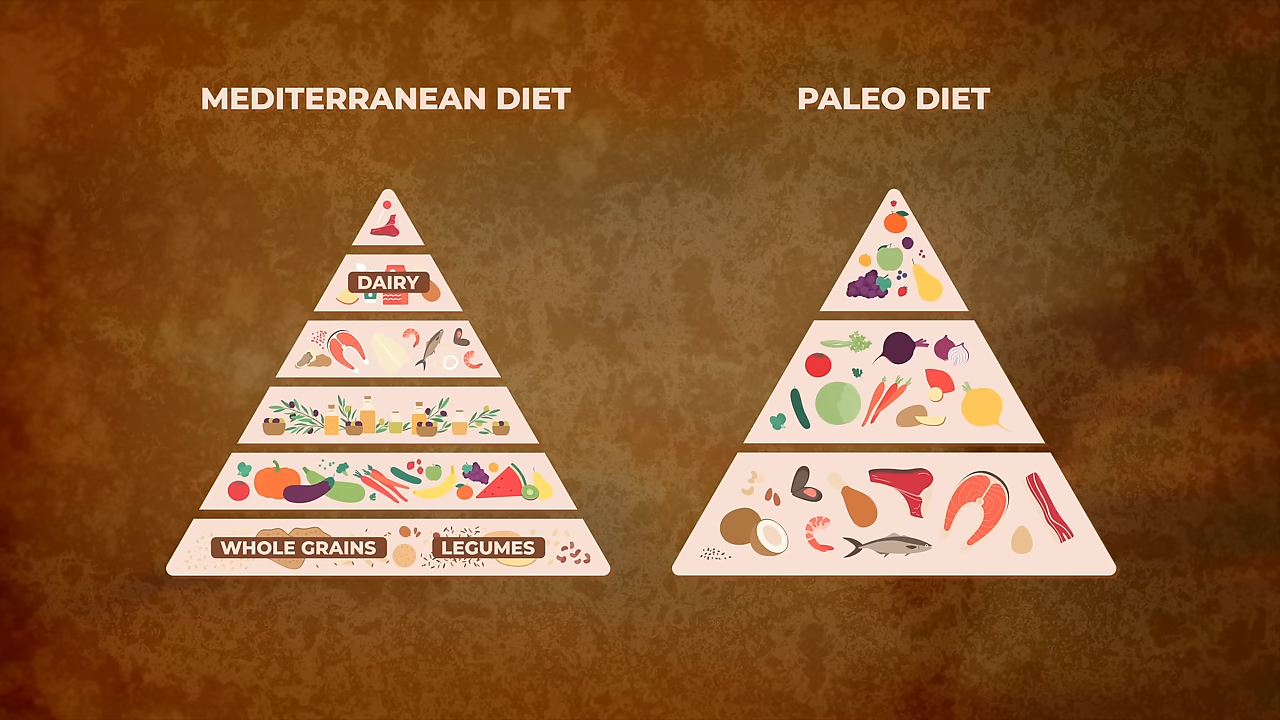 MEDITERRANEAN DIET
PALEO DIET
DAIRY
WHOLE GRAINS
LEGUMES